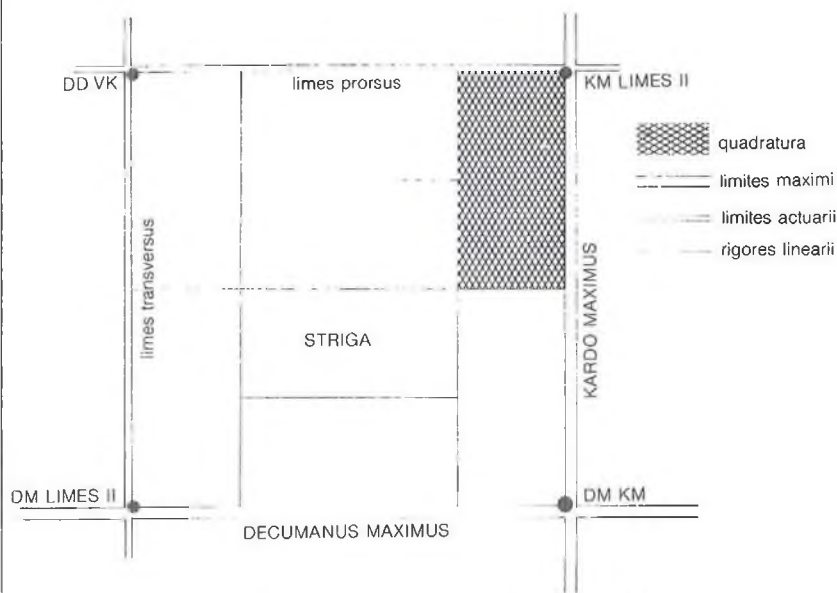 DD VK
limes prorsus
KM LIMES II
quadratura
limites maximi
limites actuarii
rigores linearii
limes transversus
STRIGA
KARDO MAXIMUS
DM LIMES II
DM KM
DECUMANUS MAXIMUS